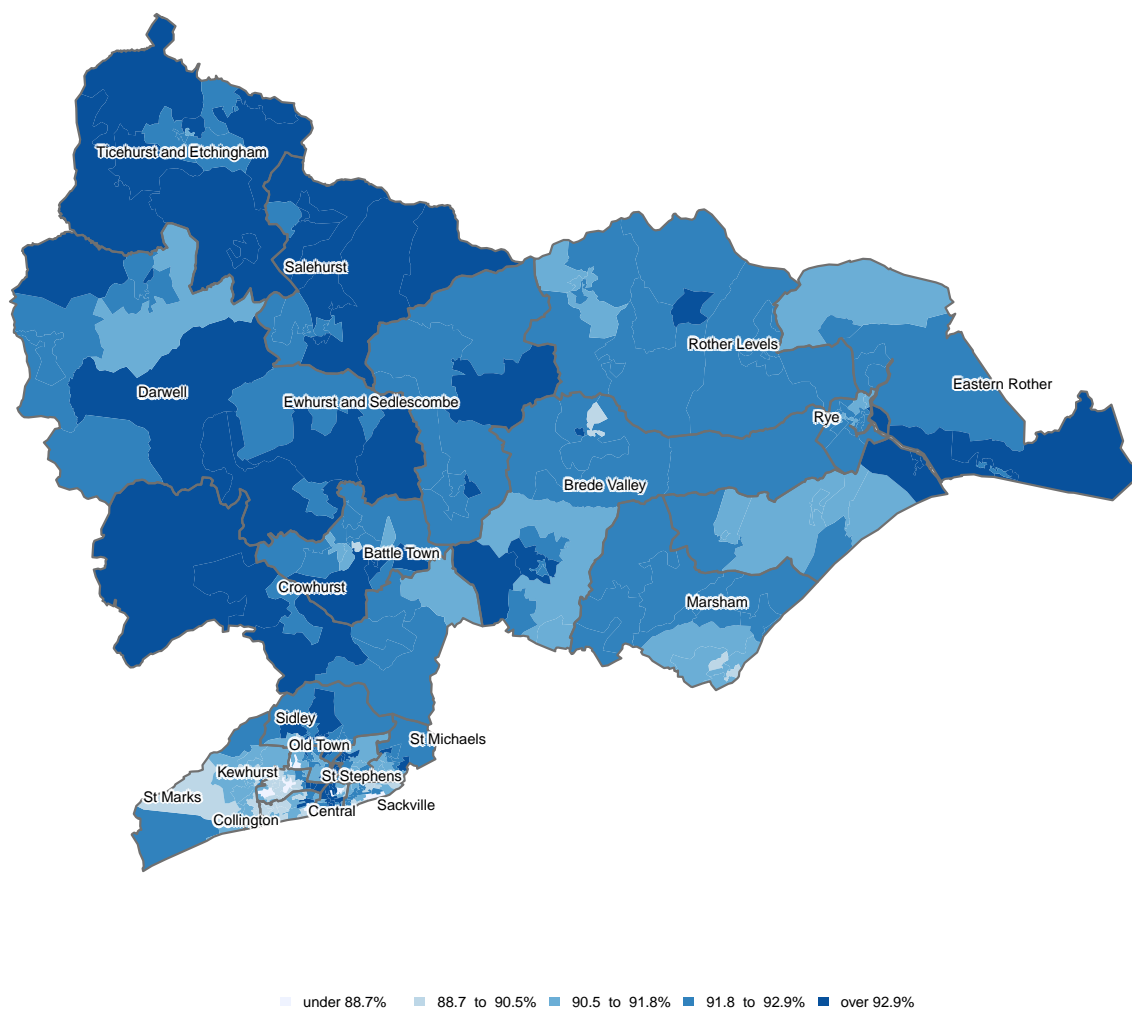 Ticehurst and Etchingham
Salehurst
Rother Levels
Darwell
Eastern Rother
Ewhurst and Sedlescombe
Rye
Brede Valley
Battle Town
Crowhurst
Marsham
Sidley
St Michaels
Old Town
Kewhurst
St Stephens
St Marks
Sackville
Central
Collington
under 88.7%
88.7 to 90.5%
90.5 to 91.8%
91.8 to 92.9%
over 92.9%